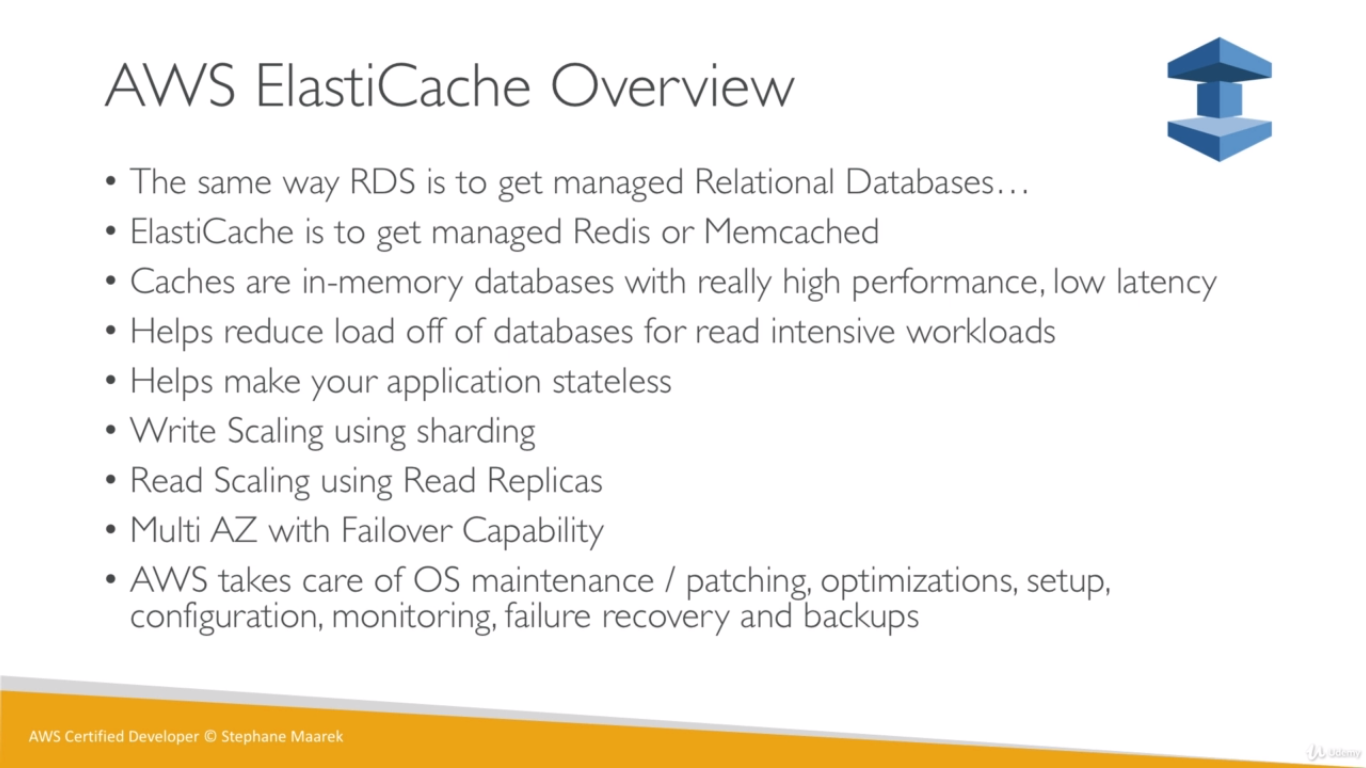 AWS ElastiCache Overview
• The same way RDS is to get managed Relational Databases…
• ElastiCache is to get managed Redis or Memcached
• Caches are in-memory databases with really high performance, low latency
• Helps reduce load off of databases for read intensive workloads
• Helps make your application stateless
• Write Scaling using sharding
• Read Scaling using Read Replicas
• Multi AZ with Failover Capability
• AWS takes care of OS maintenance / patching, optimizations, setup,
configuration, monitoring, failure recovery and backups
AWS Certified Developer © Stephane Maarek
Udemy